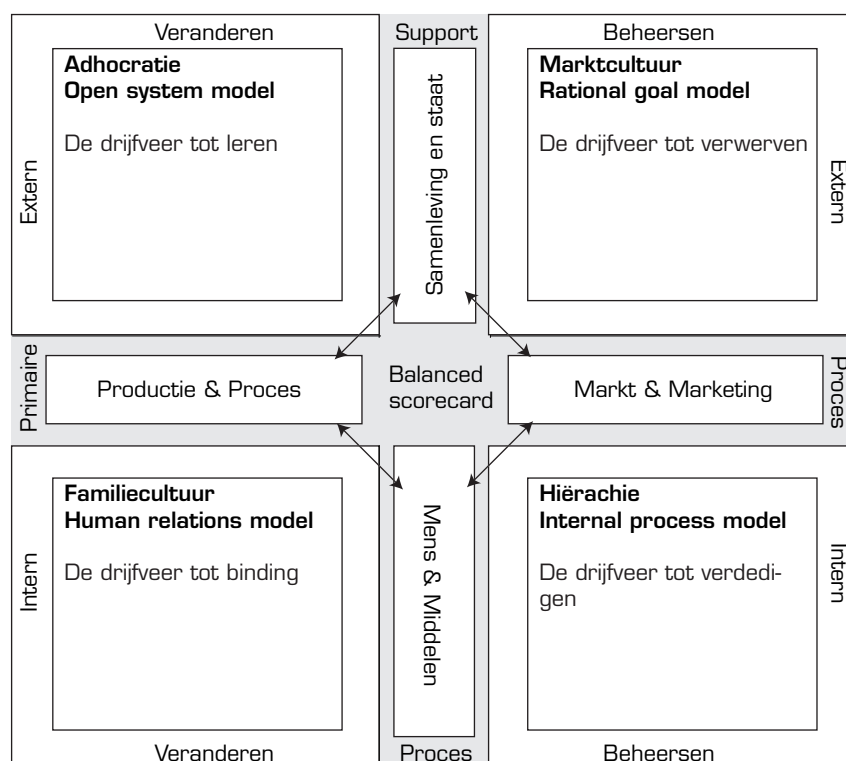 Veranderen
Support
Beheersen
Adhocratie
Open system model
De drijfveer tot leren
Extern
Samenleving en staat
Marktcultuur
Rational goal model
De drijfveer tot verwerven
Extern
Primaire
Productie & Proces
Balanced
scorecard
Markt & Marketing
Proces
Familiecultuur
Human relations model
De drijfveer tot binding
Intern
Mens & Middelen
Hiërachie
Internal process model
De drijfveer tot verdedi-
gen
Intern
Veranderen
Proces
Beheersen